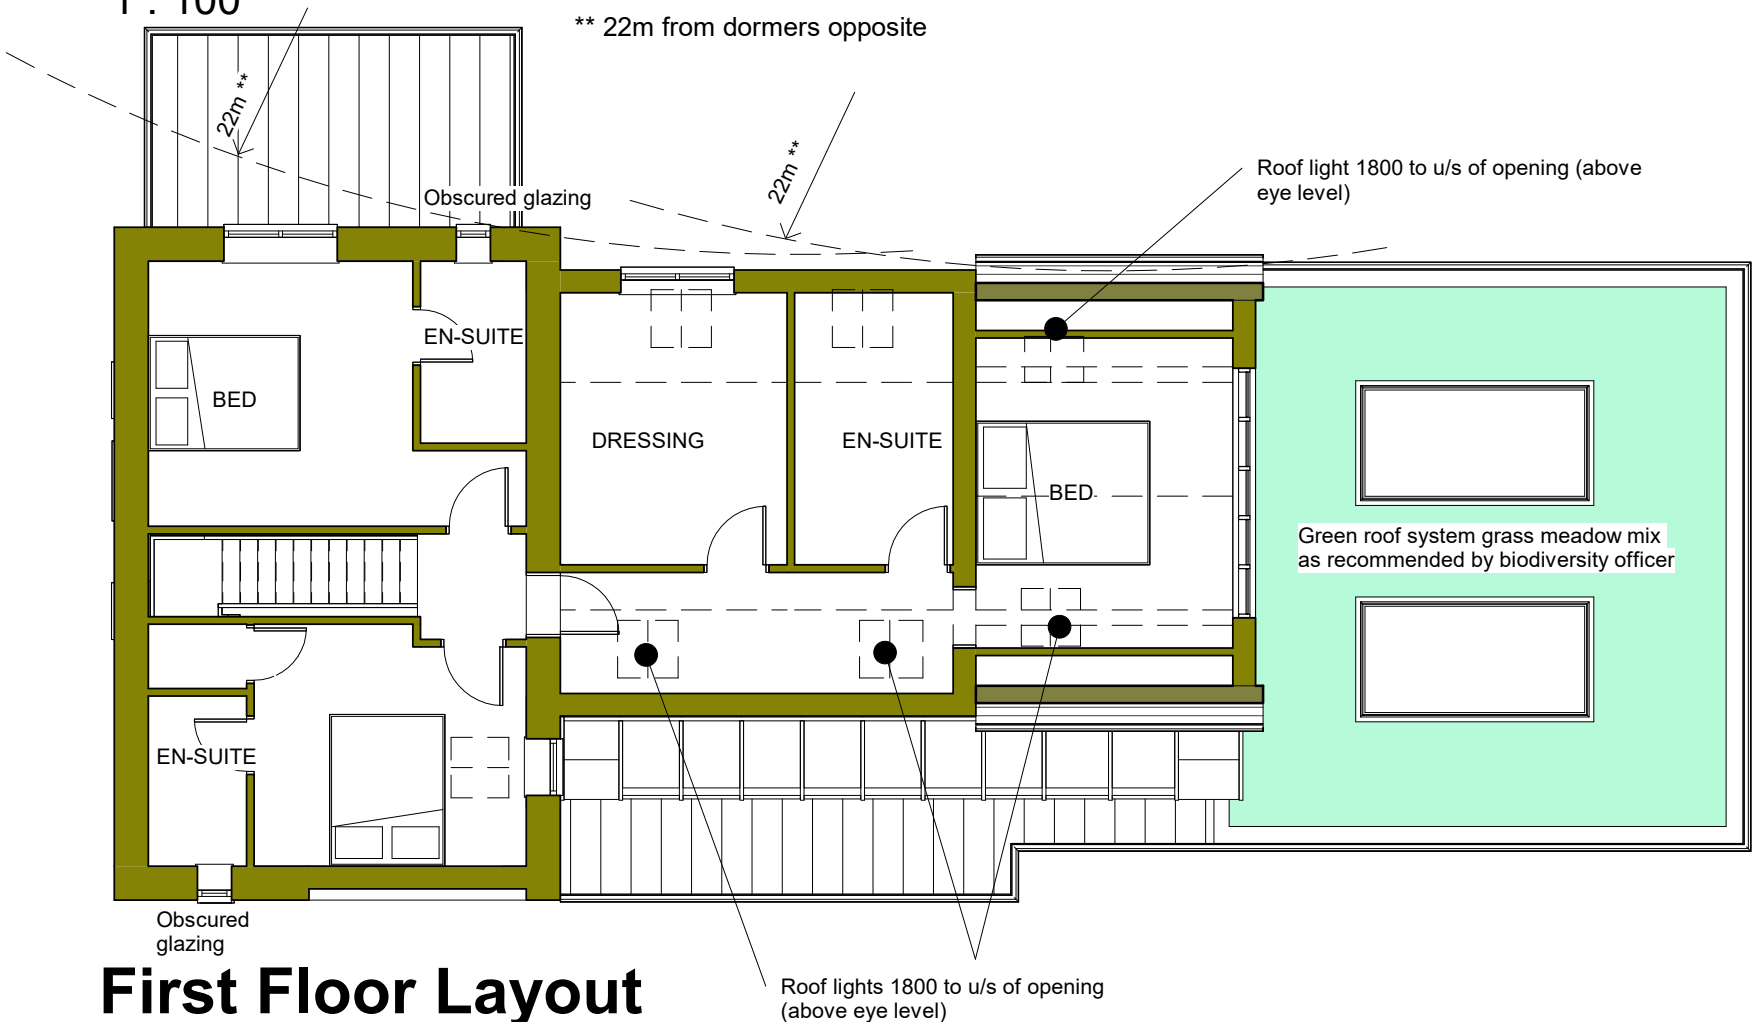 1 : 100
** 22m from dormers opposite
22m **
22m **
Obscured glazing
Roof light 1800 to u/s of opening (above
eye level)
EN-SUITE
BED
DRESSING
EN-SUITE
BED
Green roof system grass meadow mix
as recommended by biodiversity officer
EN-SUITE
Obscured
glazing
First Floor Layout
Roof lights 1800 to u/s of opening
(above eye level)